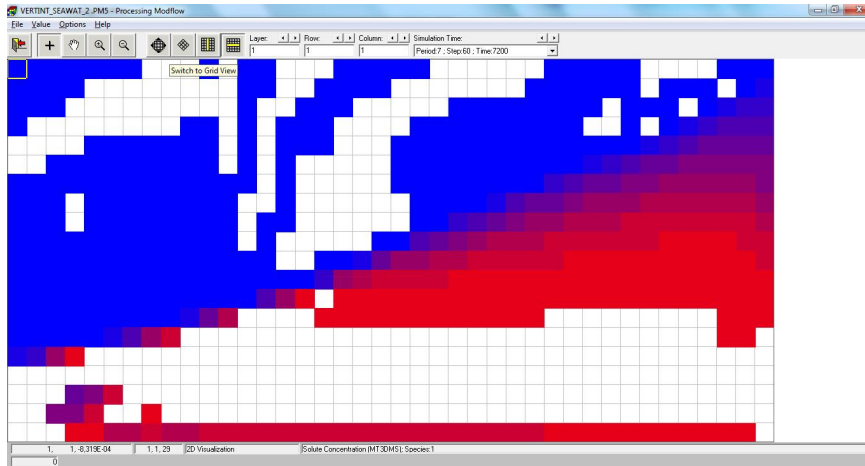 VERTINT_SEAWAT_2.PM5 - Processing Modflow
File Value Options Help
Layer: Row: Column: Simulation Time:
1 1 1 Period:7 ; Step:60 ; Time:7200
Switch to Grid View
1, 1,-8,319E-04 1, 1, 29 2D Visualization Solute Concentration (MT3DMS); Species:1
0